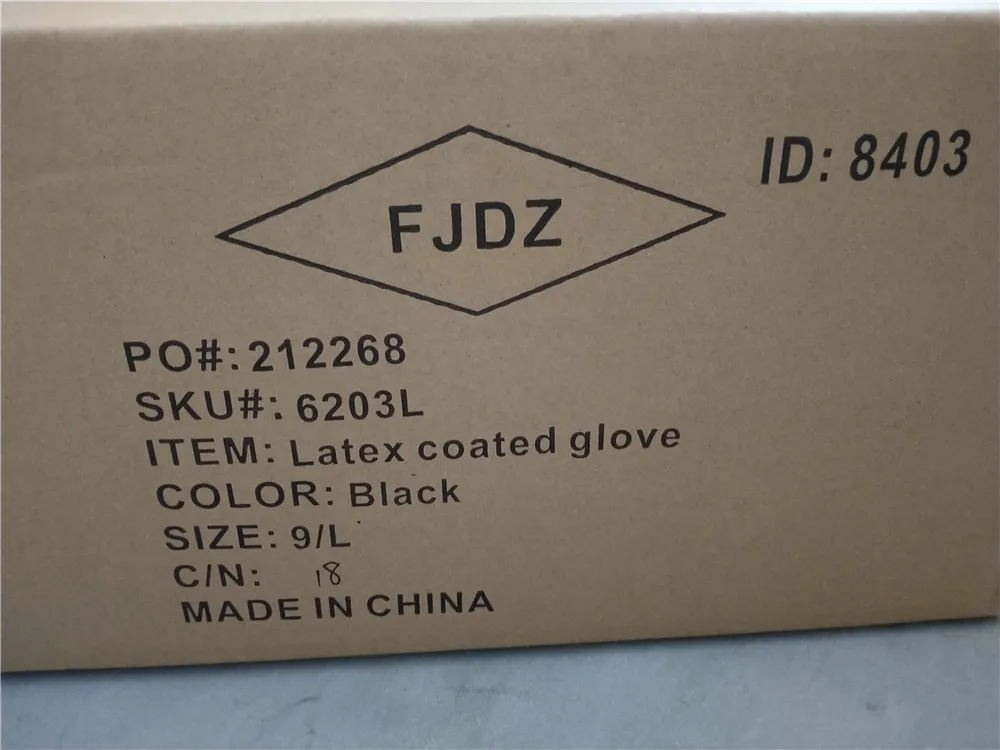 ID: 8403
FJDZ
PO#: 212268
SKU#: 6203L
ITEM: Latex coated glove
COLOR: Black
SIZE: 9/L
C/N: 18
MADE IN CHINA